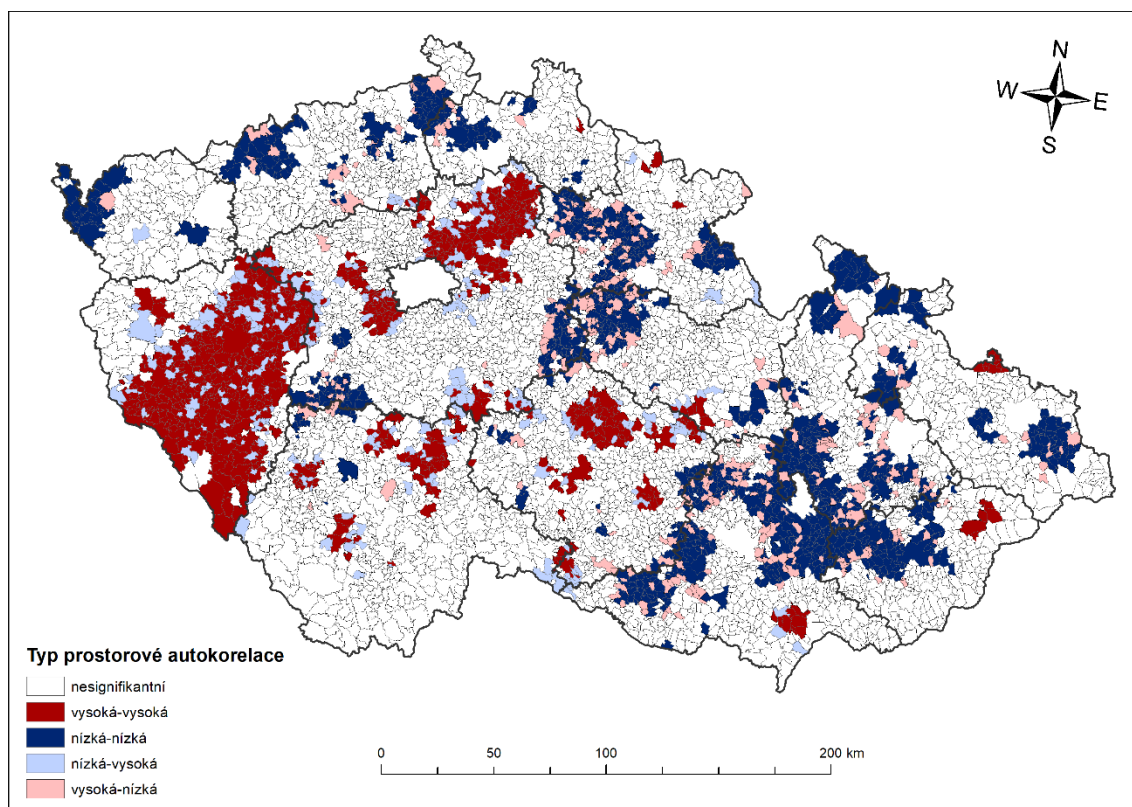 N
W E
S
Typ prostorové autokorelace
nesignifikantní
vysoká-vysoká
nízká-nízká
nízká-vysoká
vysoká-nízká
0 50 100 200 km